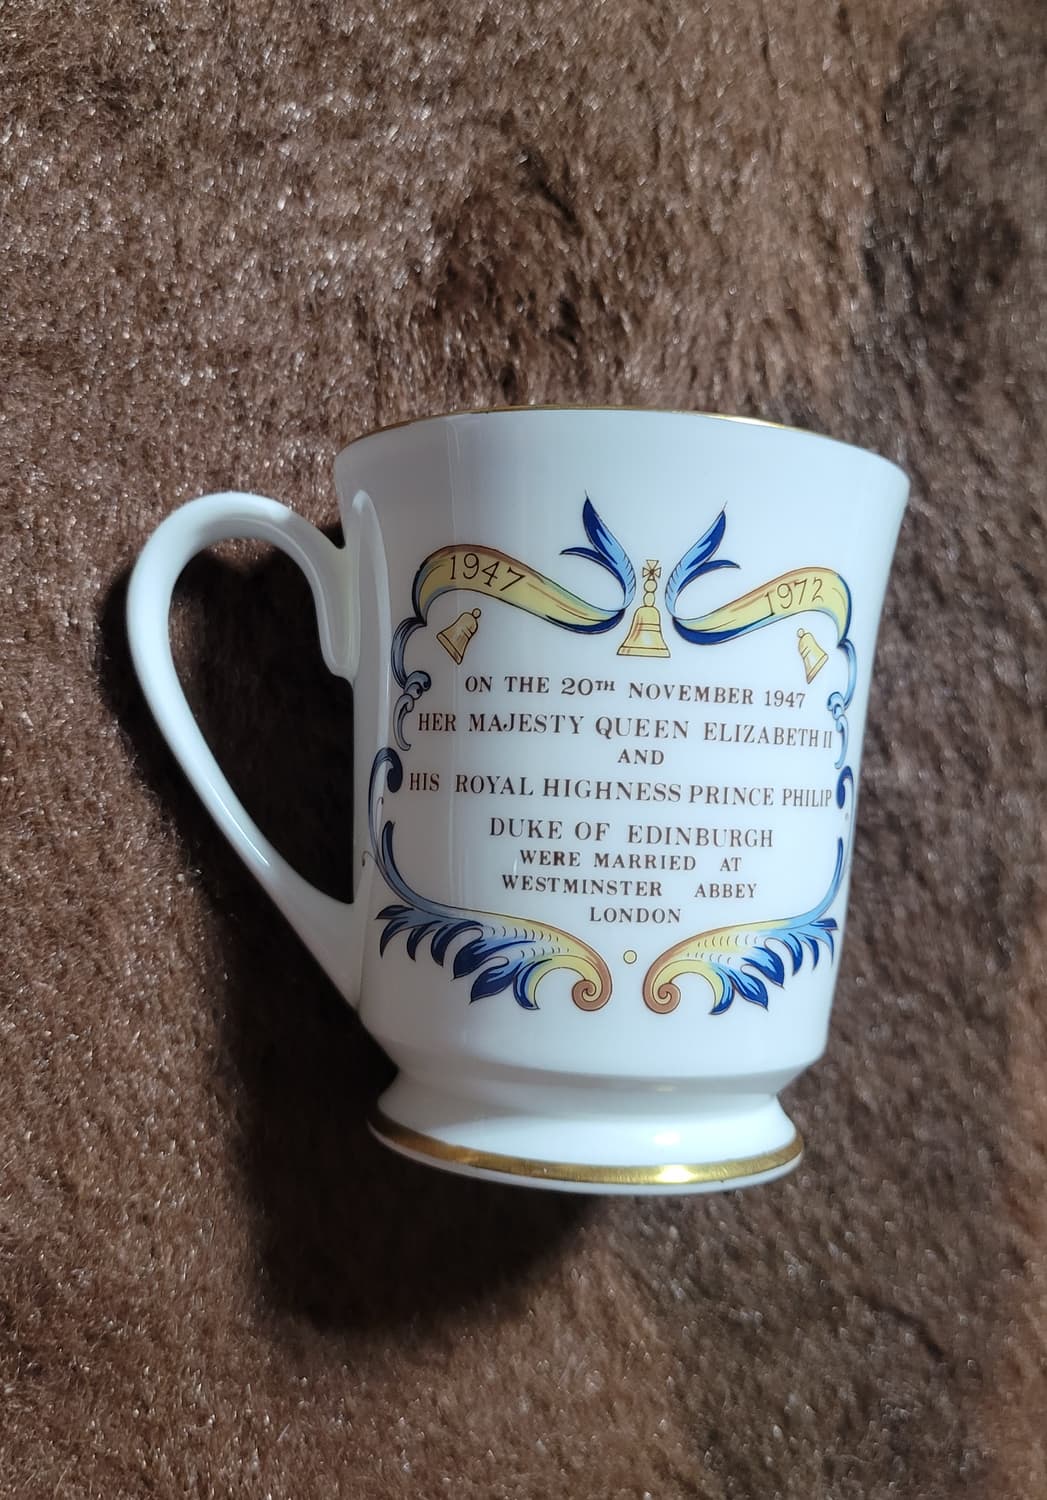 1947
1972
ON THE 20TH NOVEMBER 1947
HER MAJESTY QUEEN ELIZABETH II
AND
HIS ROYAL HIGHNESS PRINCE PHILIP
DUKE OF EDINBURGH
WERE MARRIED AT
WESTMINSTER ABBEY
LONDON